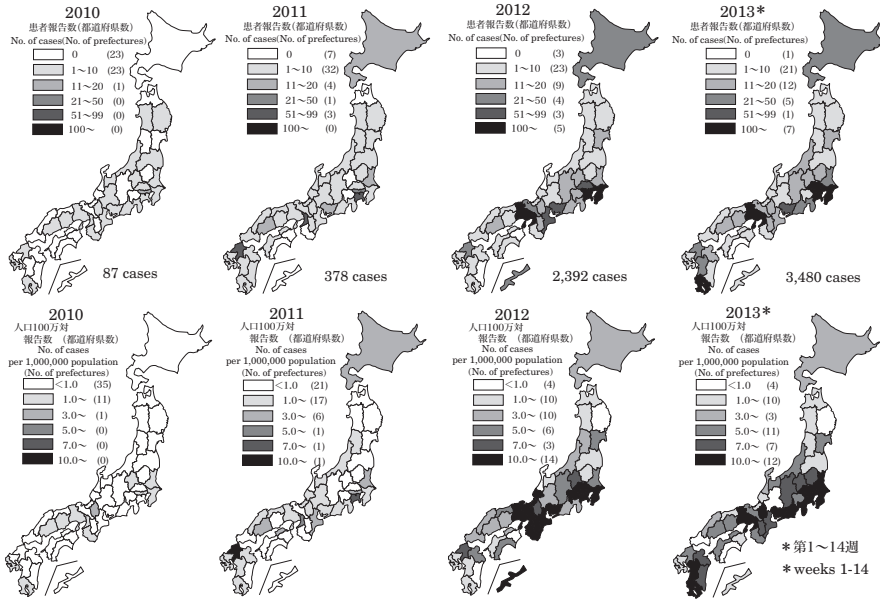 2010
患者報告数(都道府県数)
No. of cases(No. of prefectures)
0 (23)
1~10 (23)
11~20 (1)
21~50 (0)
51~99 (0)
100~ (0)
87 cases
2011
患者報告数(都道府県数)
No. of cases(No. of prefectures)
0 (7)
1~10 (32)
11~20 (4)
21~50 (1)
51~99 (3)
100~ (0)
378 cases
2012
患者報告数(都道府県数)
No. of cases(No. of prefectures)
0 (3)
1~10 (23)
11~20 (9)
21~50 (4)
51~99 (3)
100~ (5)
2,392 cases
2013*
患者報告数(都道府県数)
No. of cases(No. of prefectures)
0 (1)
1~10 (21)
11~20 (12)
21~50 (5)
51~99 (1)
100~ (7)
3,480 cases
2010
人口100万対
報告数 (都道府県数)
No. of cases
per 1,000,000 population
(No. of prefectures)
<1.0 (35)
1.0~ (11)
3.0~ (1)
5.0~ (0)
7.0~ (0)
10.0~ (0)
2011
人口100万対
報告数 (都道府県数)
No. of cases
per 1,000,000 population
(No. of prefectures)
<1.0 (21)
1.0~ (17)
3.0~ (6)
5.0~ (1)
7.0~ (1)
10.0~ (1)
2012
人口100万対
報告数 (都道府県数)
No. of cases
per 1,000,000 population
(No. of prefectures)
<1.0 (4)
1.0~ (10)
3.0~ (10)
5.0~ (6)
7.0~ (3)
10.0~ (14)
2013*
人口100万対
報告数 (都道府県数)
No. of cases
per 1,000,000 population
(No. of prefectures)
<1.0 (4)
1.0~ (10)
3.0~ (3)
5.0~ (11)
7.0~ (7)
10.0~ (12)
*第1~14週
*weeks 1-14